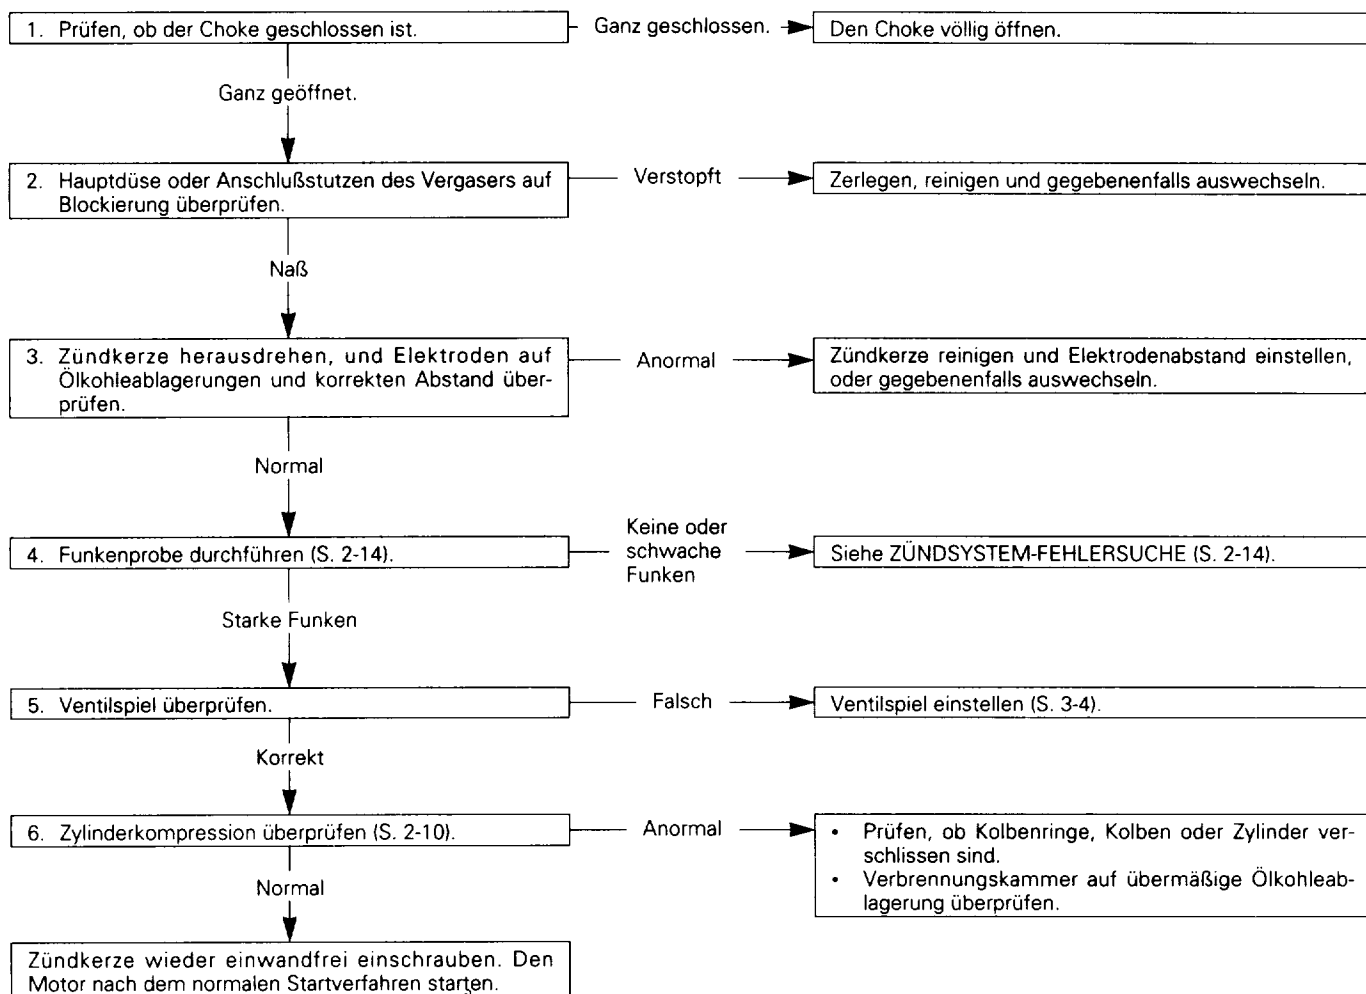 1. Prüfen, ob der Choke geschlossen ist.
Ganz geschlossen.
Den Choke völlig öffnen.
Ganz geöffnet.
2. Hauptdüse oder Anschlußstutzen des Vergasers auf
Blockierung überprüfen.
Verstopft
Zerlegen, reinigen und gegebenenfalls auswechseln.
Naß
3. Zündkerze herausdrehen, und Elektroden auf
Ölkohleablagerungen und korrekten Abstand über-
prüfen.
Anormal
Zündkerze reinigen und Elektrodenabstand einstellen,
oder gegebenenfalls auswechseln.
Normal
4. Funkenprobe durchführen (S. 2-14).
Keine oder
schwache
Funken
Siehe ZÜNDSYSTEM-FEHLERSUCHE (S. 2-14).
Starke Funken
5. Ventilspiel überprüfen.
Falsch
Ventilspiel einstellen (S. 3-4).
Korrekt
6. Zylinderkompression überprüfen (S. 2-10).
Anormal
• Prüfen, ob Kolbenringe, Kolben oder Zylinder ver-
schlissen sind.
• Verbrennungskammer auf übermäßige Ölkohleab-
lagerung überprüfen.
Normal
Zündkerze wieder einwandfrei einschrauben. Den
Motor nach dem normalen Startverfahren starten.